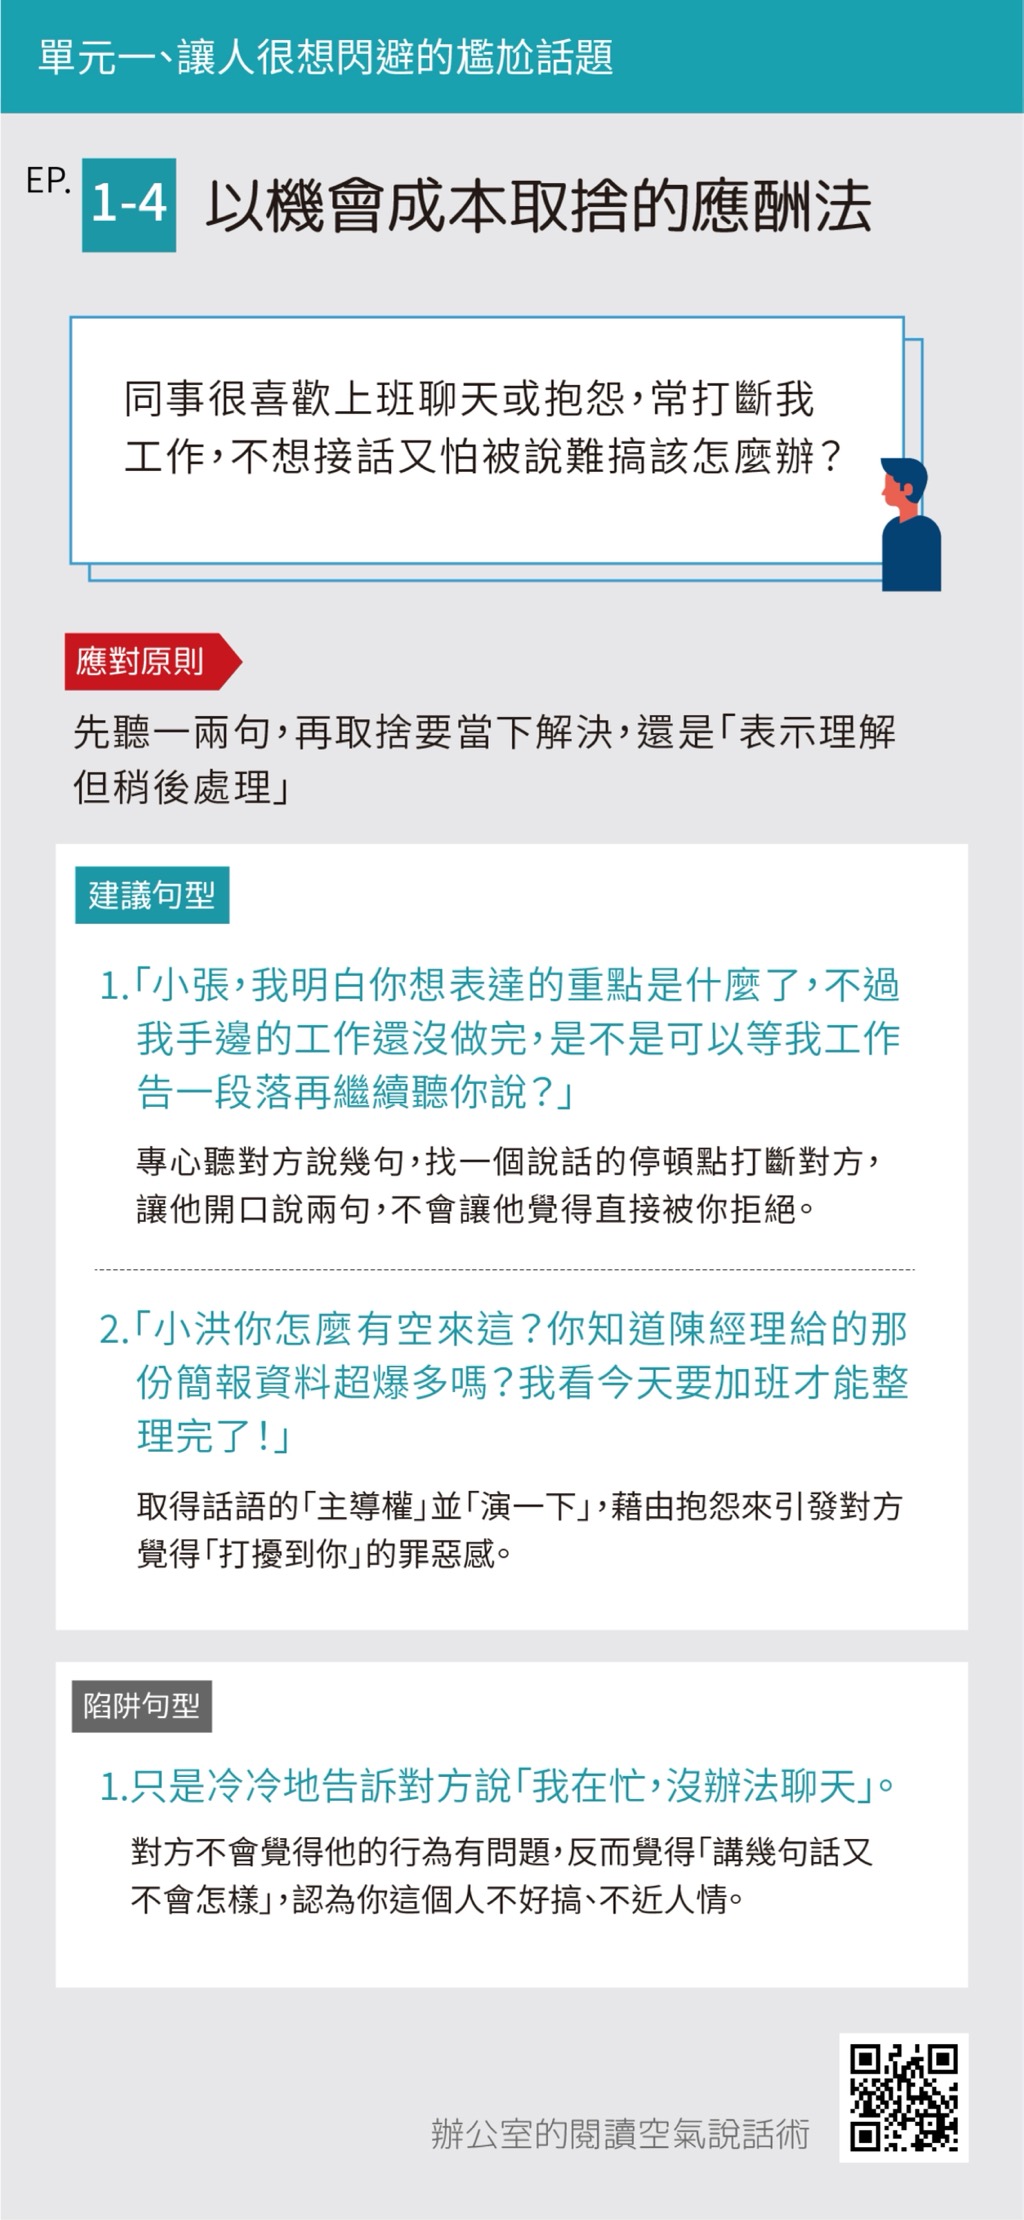 單元一、讓人很想閃避的尷尬話題
EP. 1-4 以機會成本取捨的應酬法
同事很喜歡上班聊天或抱怨，常打斷我
工作，不想接話又怕被說難搞該怎麼辦？
應對原則
先聽一兩句，再取捨要當下解決，還是「表示理解
但稍後處理」
建議句型
1.「小張，我明白你想表達的重點是什麼了，不過
我手邊的工作還沒做完，是不是可以等我工作
告一段落再繼續聽你說？」
專心聽對方說幾句，找一個說話的停頓點打斷對方，
讓他開口說兩句，不會讓他覺得直接被你拒絕。
2.「小洪你怎麼有空來這？你知道陳經理給的那
份簡報資料超爆多嗎？我看今天要加班才能整
理完了！」
取得話語的「主導權」並「演一下」，藉由抱怨來引發對方
覺得「打擾到你」的罪惡感。
陷阱句型
1.只是冷冷地告訴對方說「我在忙，沒辦法聊天」。
對方不會覺得他的行為有問題，反而覺得「講幾句話又
不會怎樣」，認為你這個人不好搞、不近人情。
辦公室的閱讀空氣說話術